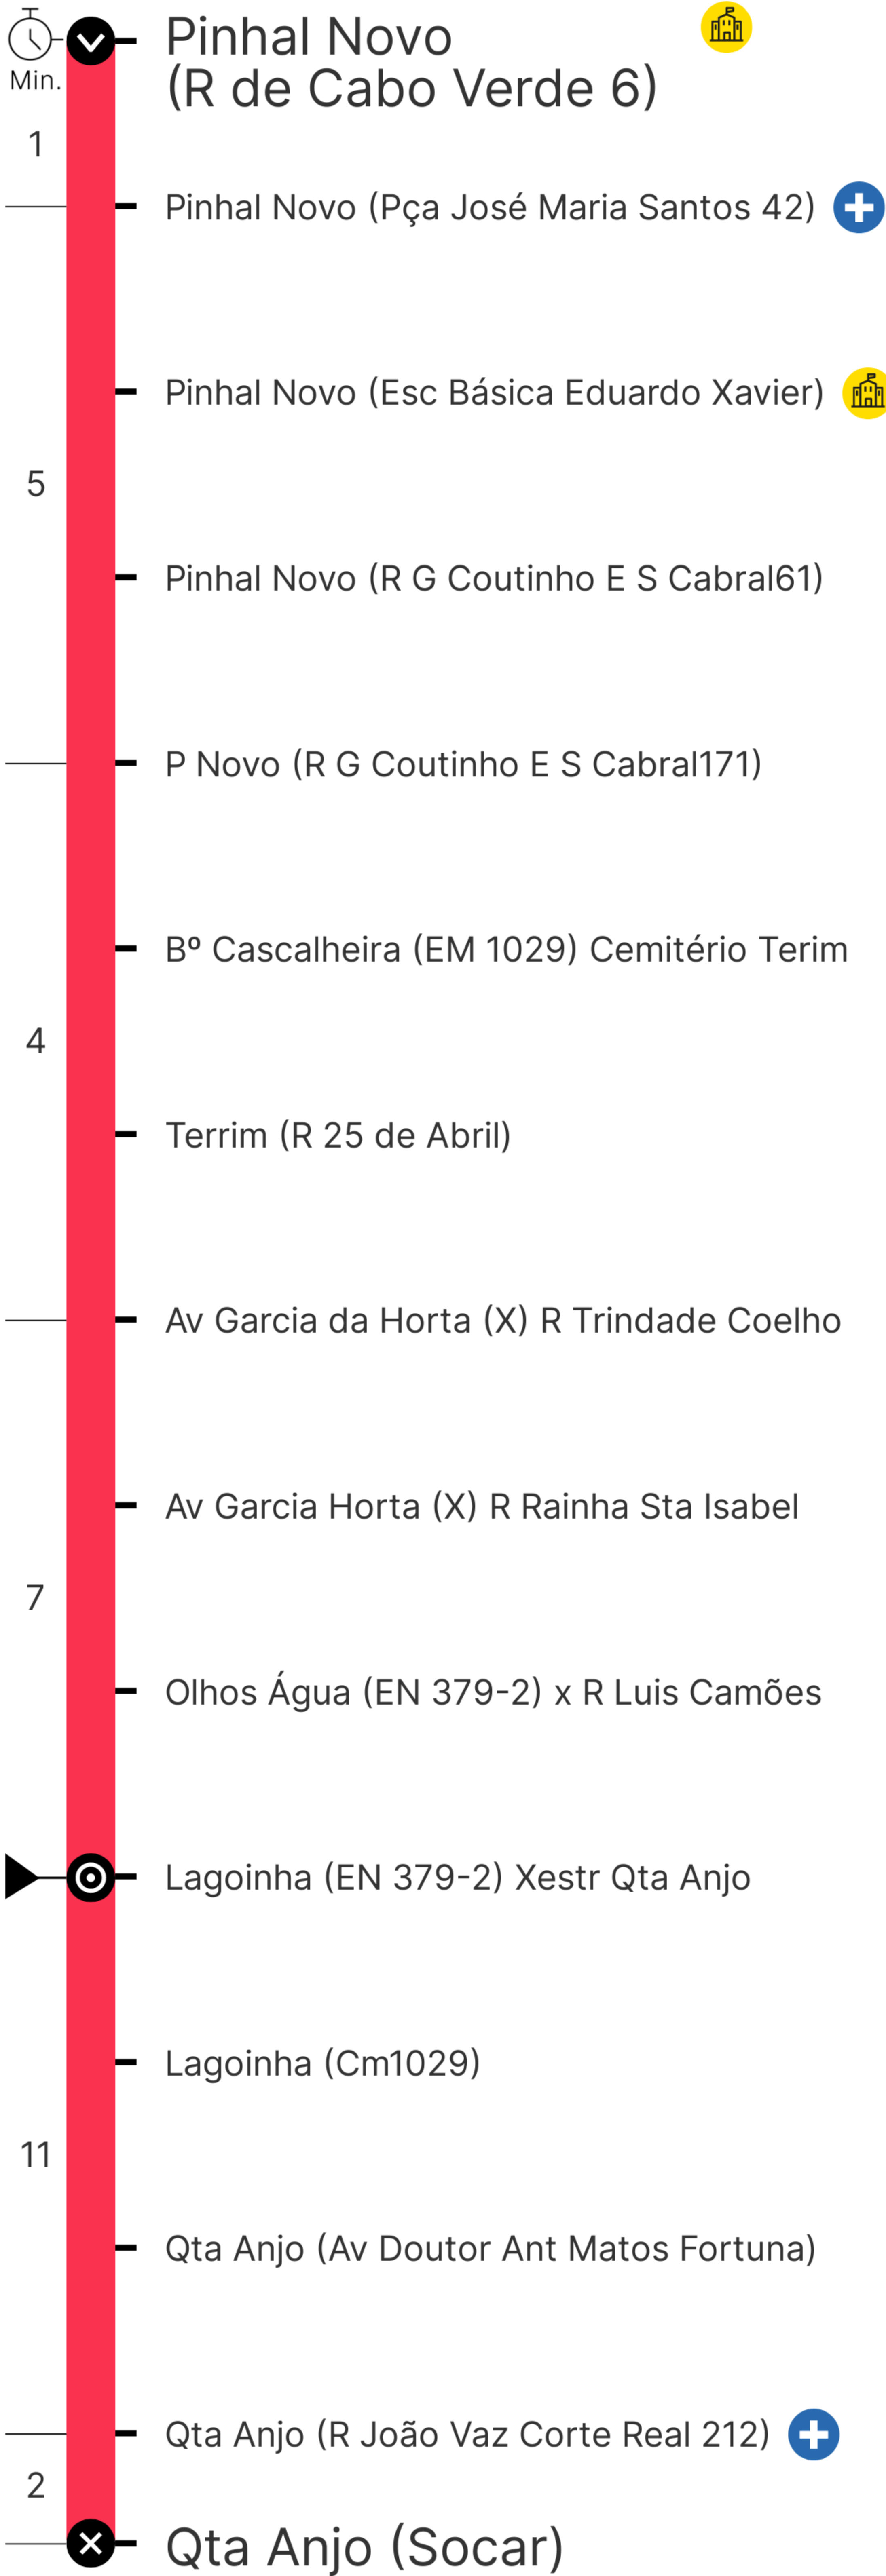 Pinhal Novo
(R de Cabo Verde 6)
Min.
1
Pinhal Novo (Pça José Maria Santos 42)
Pinhal Novo (Esc Básica Eduardo Xavier)
5
Pinhal Novo (R G Coutinho E S Cabral61)
P Novo (R G Coutinho E S Cabral171)
Bº Cascalheira (EM 1029) Cemitério Terim
4
Terrim (R 25 de Abril)
Av Garcia da Horta (X) R Trindade Coelho
Av Garcia Horta (X) R Rainha Sta Isabel
7
Olhos Água (EN 379-2) x R Luis Camões
Lagoinha (EN 379-2) Xestr Qta Anjo
Lagoinha (Cm1029)
11
Qta Anjo (Av Doutor Ant Matos Fortuna)
Qta Anjo (R João Vaz Corte Real 212)
2
Qta Anjo (Socar)